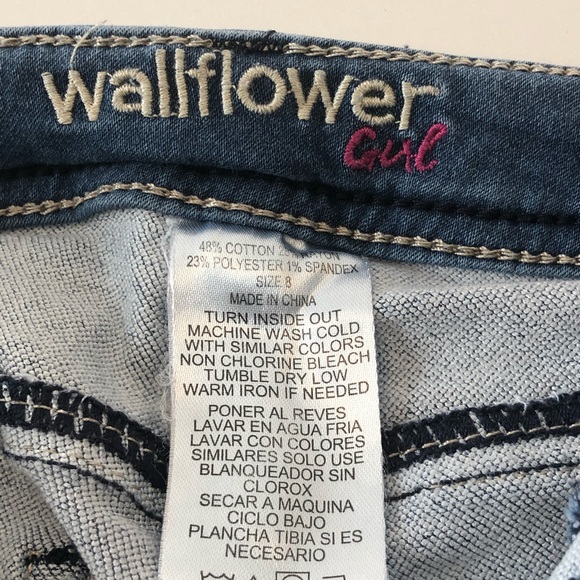 wallflower
Girl
48% COTTON 28% RAYON
23% POLYESTER 1% SPANDEX
SIZE 8
MADE IN CHINA
TURN INSIDE OUT
MACHINE WASH COLD
WITH SIMILAR COLORS
NON CHLORINE BLEACH
TUMBLE DRY LOW
WARM IRON IF NEEDED
PONER AL REVES
LAVAR EN AGUA FRIA
LAVAR CON COLORES
SIMILARES SOLO USE
BLANQUEADOR SIN
CLOROX
SECAR A MAQUINA
CICLO BAJO
PLANCHA TIBIA SI ES
NECESARIO